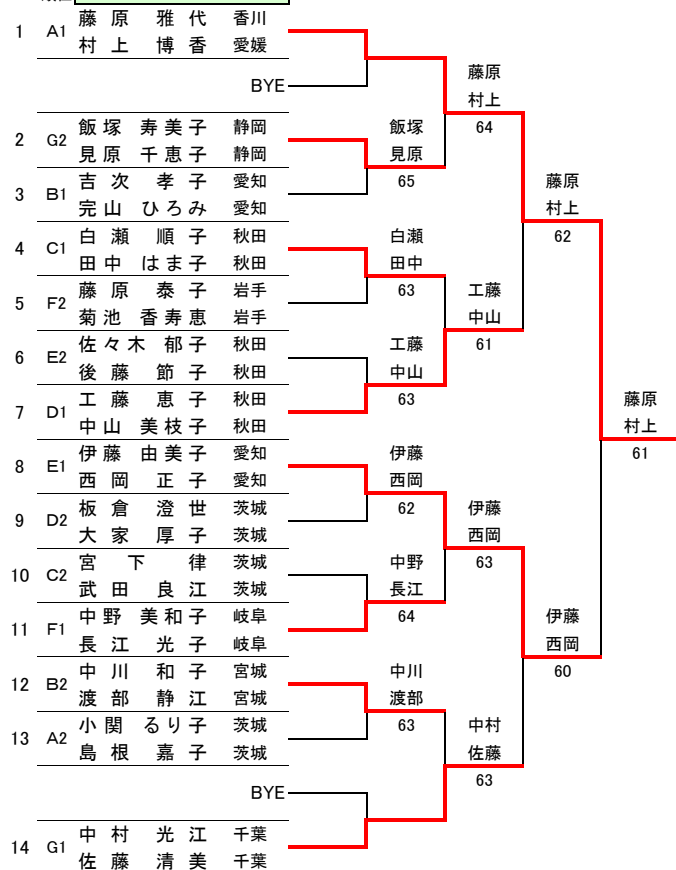 1 A1 藤原 雅代 香川
村上 博香 愛媛
BYE
2 G2 飯塚 寿美子 静岡
見原 千恵子 静岡
3 B1 吉次 孝子 愛知
完山 ひろみ 愛知
4 C1 白瀬 順子 秋田
田中 はま子 秋田
5 F2 藤原 泰子 岩手
菊池 香寿恵 岩手
6 E2 佐々木 郁子 秋田
後藤 節子 秋田
7 D1 工藤 恵子 秋田
中山 美枝子 秋田
8 E1 伊藤 由美子 愛知
西岡 正子 愛知
9 D2 板倉 澄世 茨城
大家 厚子 茨城
10 C2 宮下 律 茨城
武田 良江 茨城
11 F1 中野 美和子 岐阜
長江 光子 岐阜
12 B2 中川 和子 宮城
渡部 静江 宮城
13 A2 小関 るり子 茨城
島根 嘉子 茨城
BYE
14 G1 中村 光江 千葉
佐藤 清美 千葉
飯塚
見原
65
白瀬
田中
63
工藤
中山
63
伊藤
西岡
62
中野
長江
64
中川
渡部
63
藤原
村上
64
工藤
中山
61
伊藤
西岡
63
中村
佐藤
63
藤原
村上
62
伊藤
西岡
60
藤原
村上
61